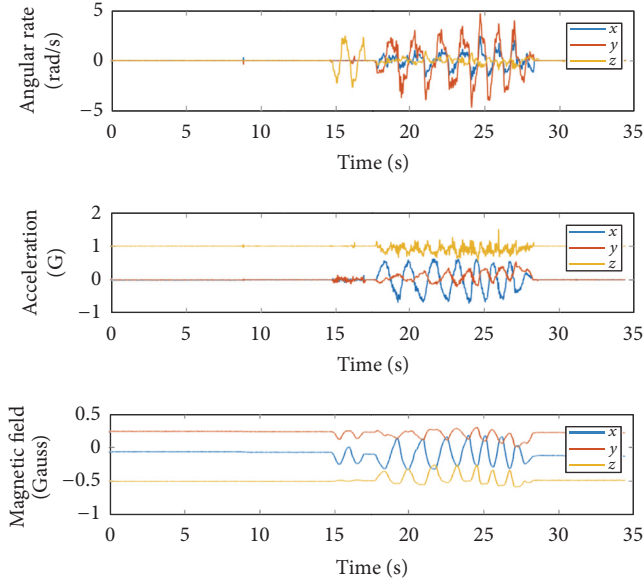 Angular rate
(rad/s)
5
0
−5
x
y
z
0 5 10 15 20 25 30 35
Time (s)
Acceleration
(G)
2
1
0
−1
x
y
z
0 5 10 15 20 25 30 35
Time (s)
Magnetic field
(Gauss)
0.5
0
−0.5
−1
x
y
z
0 5 10 15 20 25 30 35
Time (s)